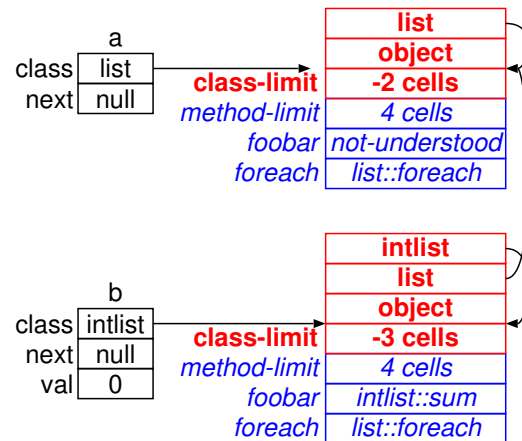 list
a
object
class list
class-limit -2 cells
next null
method-limit 4 cells
foobar not-understood
foreach list::foreach
intlist
list
b
object
class intlist
class-limit -3 cells
next null
method-limit 4 cells
val 0
foobar intlist::sum
foreach list::foreach